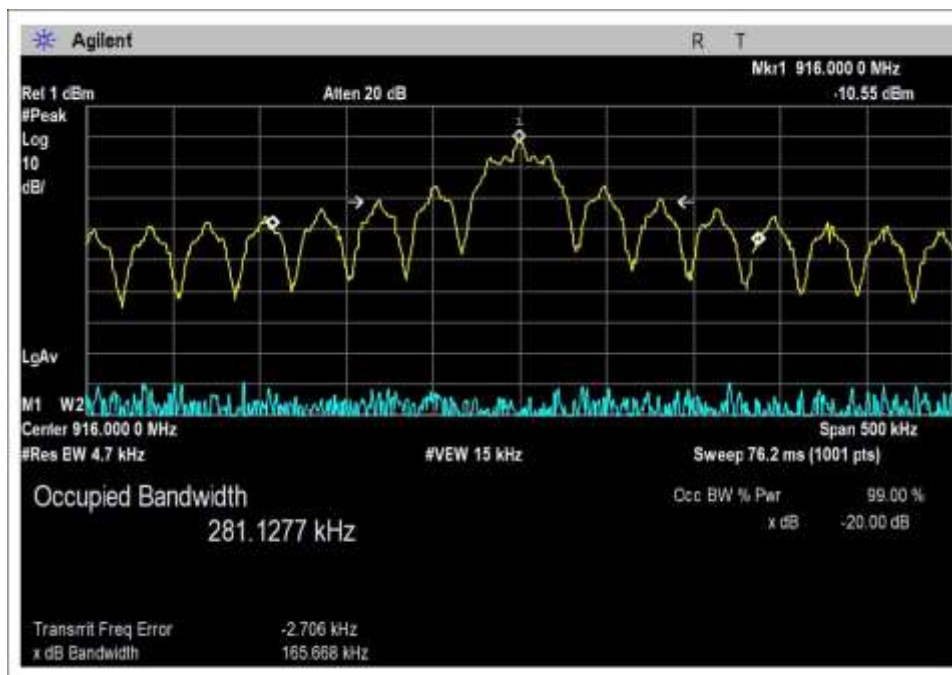 Agilent R T
Mkr1 916.000 0 MHz
Ref 1 dBm Atten 20 dB -10.55 dBm
#Peak
1
Log
10
dB/
LgAv
M1 W2
Center 916.000 0 MHz Span 500 kHz
#Res BW 4.7 kHz #VBW 15 kHz Sweep 76.2 ms (1001 pts)
Occupied Bandwidth Occ BW % Pwr 99.00 %
281.1277 kHz x dB -20.00 dB
Transmit Freq Error -2.706 kHz
x dB Bandwidth 165.668 kHz